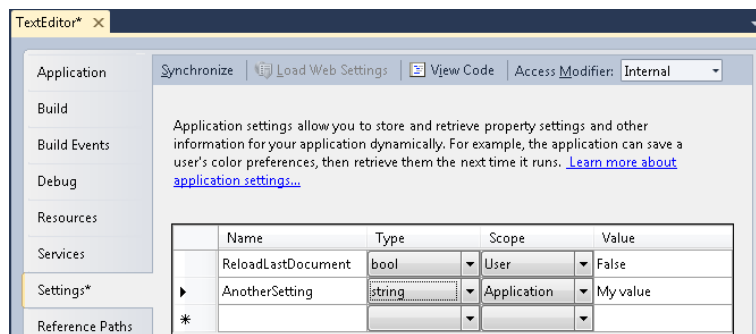 TextEditor*
Application
Build
Build Events
Debug
Resources
Services
Settings*
Reference Paths
Synchronize Load Web Settings View Code Access Modifier: Internal
Application settings allow you to store and retrieve property settings and other
information for your application dynamically. For example, the application can save a
user's color preferences, then retrieve them the next time it runs. Learn more about
application settings...
Name Type Scope Value
ReloadLastDocument bool User False
AnotherSetting string Application My value
*